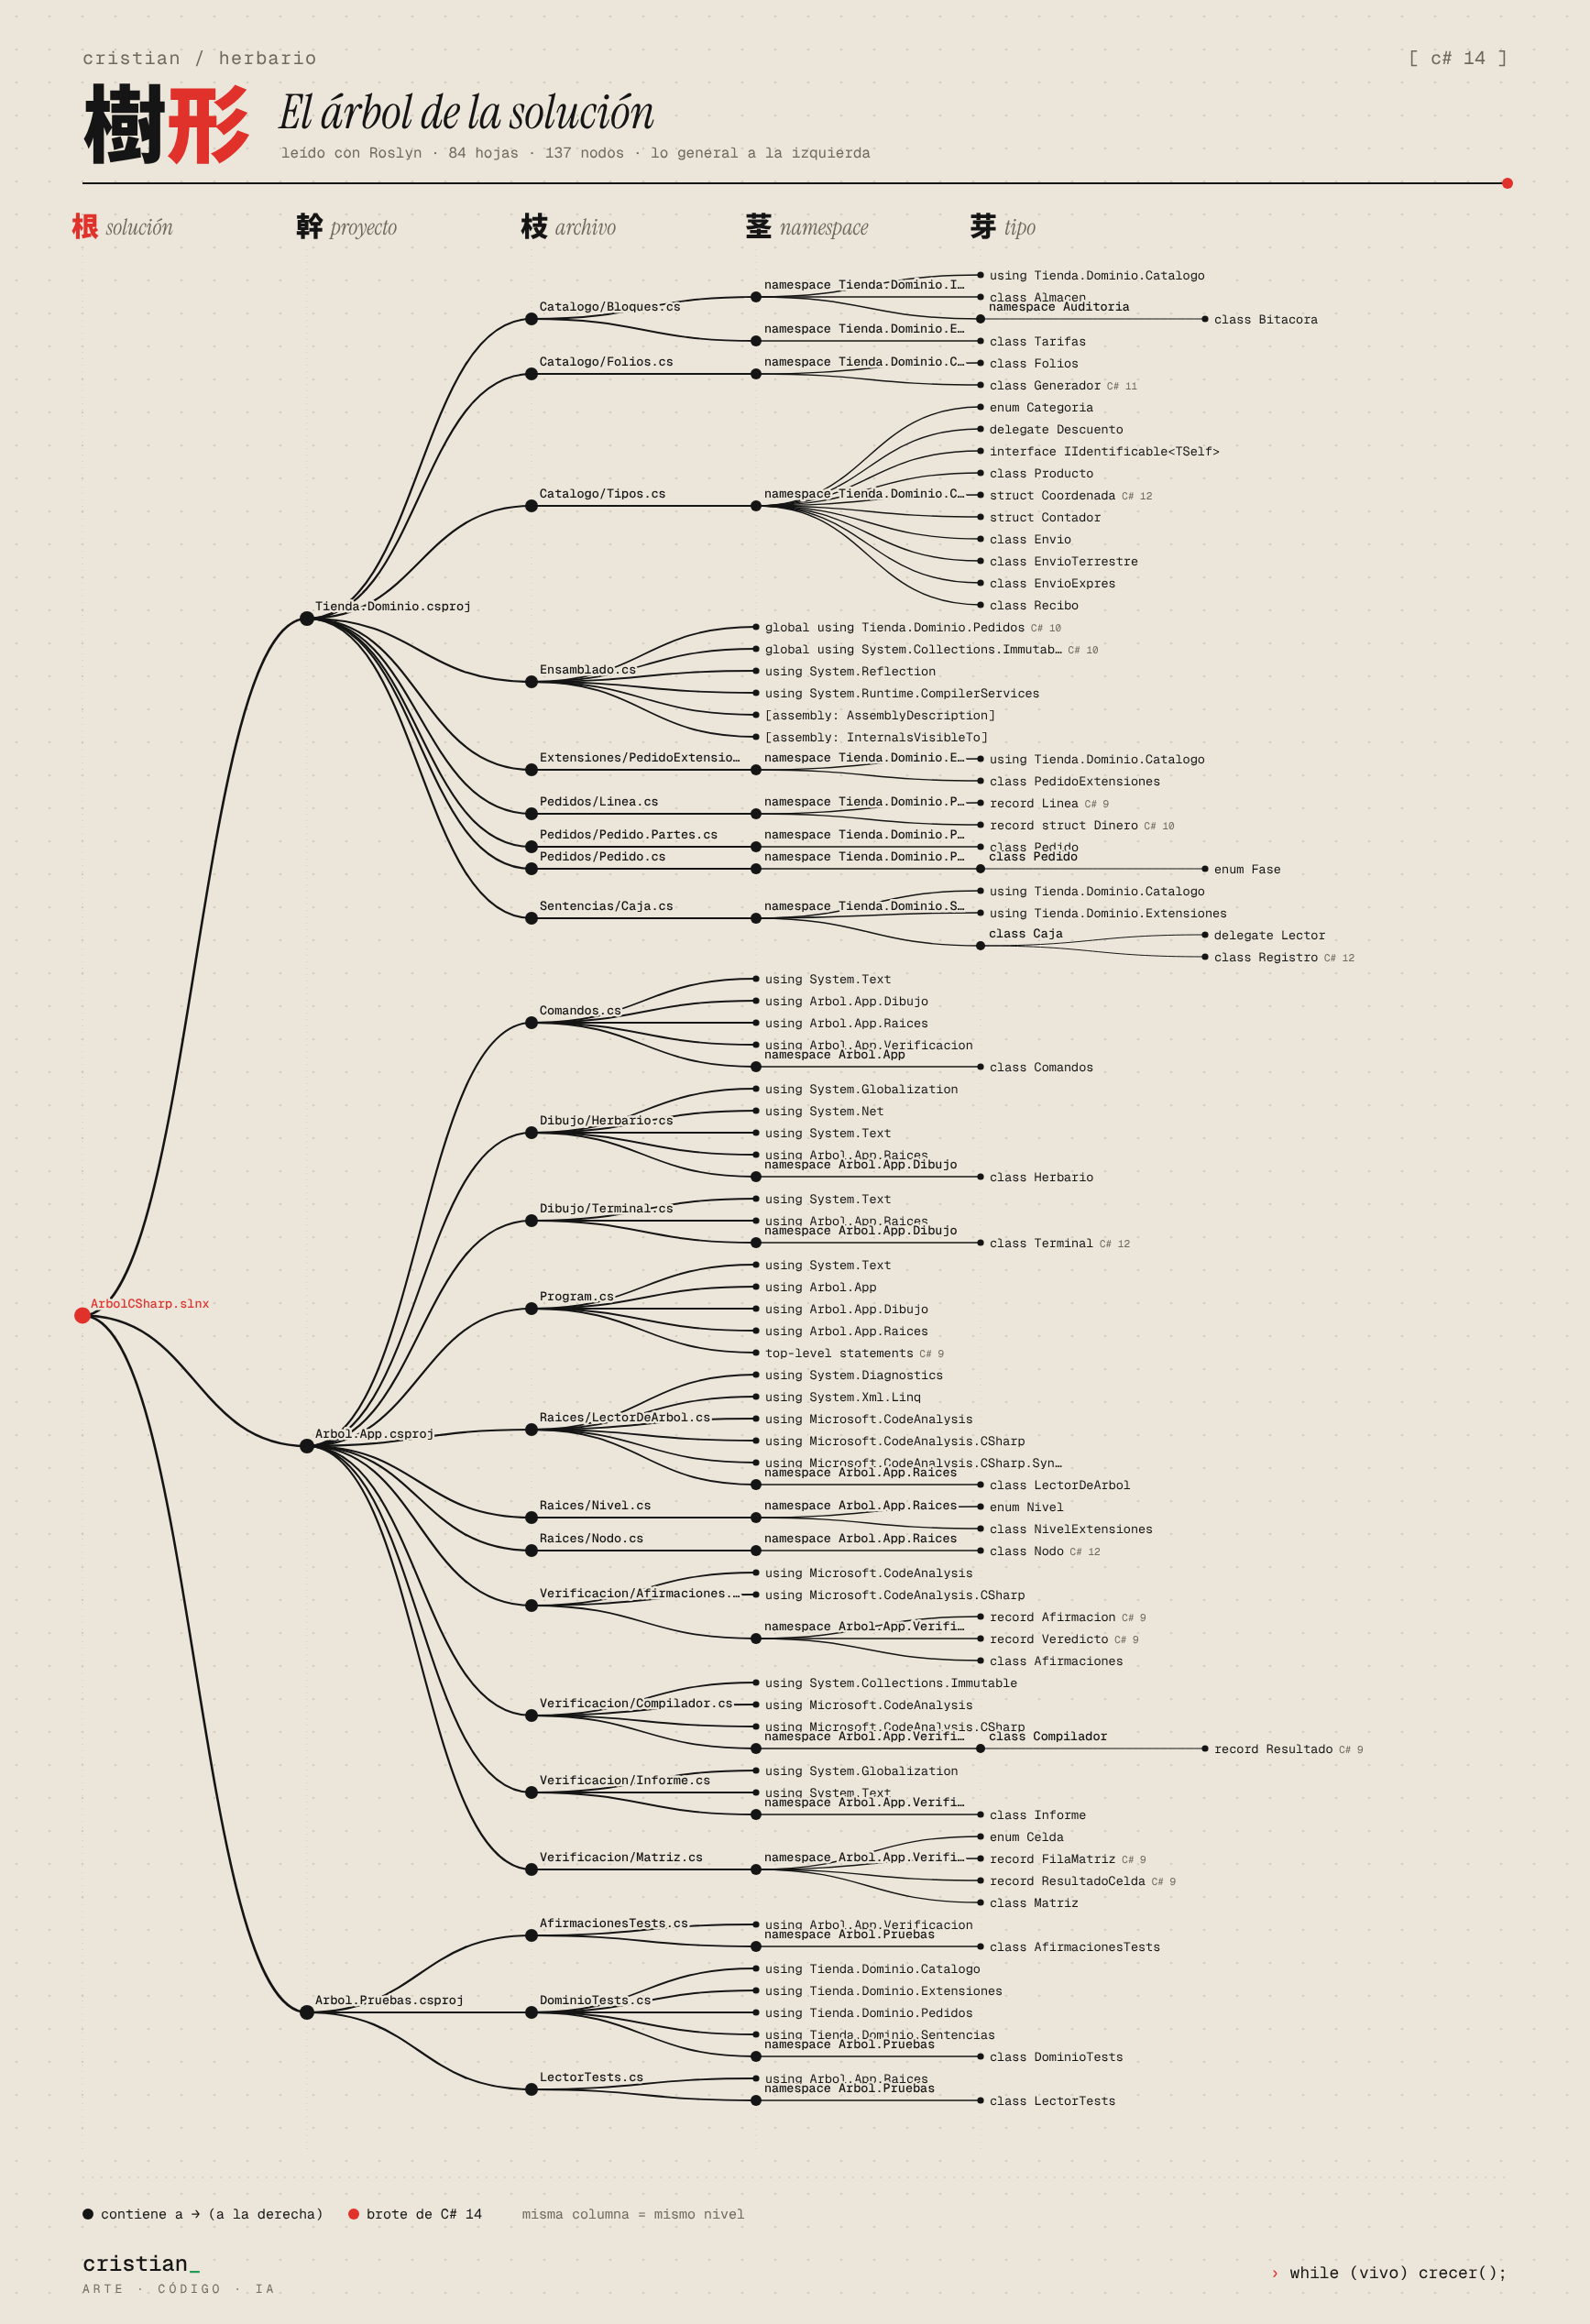 cristian / herbario
[ c# 14 ]
樹形
El árbol de la solución
leído con Roslyn · 84 hojas · 137 nodos · lo general a la izquierda
根 solución
幹 proyecto
枝 archivo
茎 namespace
芽 tipo
using Tienda.Dominio.Catalogo
namespace Tienda.Dominio.I…
class Almacen
Catalogo/Bloques.cs
namespace Auditoria
class Bitacora
namespace Tienda.Dominio.E…
class Tarifas
Catalogo/Folios.cs
namespace Tienda.Dominio.C…
class Folios
class Generador C# 11
enum Categoria
delegate Descuento
interface IIdentificable<TSelf>
class Producto
Catalogo/Tipos.cs
namespace Tienda.Dominio.C…
struct Coordenada C# 12
struct Contador
class Envio
class EnvioTerrestre
class EnvioExpres
class Recibo
Tienda.Dominio.csproj
global using Tienda.Dominio.Pedidos C# 10
global using System.Collections.Immutab… C# 10
Ensamblado.cs
using System.Reflection
using System.Runtime.CompilerServices
[assembly: AssemblyDescription]
[assembly: InternalsVisibleTo]
Extensiones/PedidoExtensio…
namespace Tienda.Dominio.E…
using Tienda.Dominio.Catalogo
class PedidoExtensiones
Pedidos/Linea.cs
namespace Tienda.Dominio.P…
record Linea C# 9
record struct Dinero C# 10
Pedidos/Pedido.Partes.cs
namespace Tienda.Dominio.P…
class Pedido
Pedidos/Pedido.cs
namespace Tienda.Dominio.P…
class Pedido
enum Fase
using Tienda.Dominio.Catalogo
Sentencias/Caja.cs
namespace Tienda.Dominio.S…
using Tienda.Dominio.Extensiones
class Caja
delegate Lector
class Registro C# 12
using System.Text
using Arbol.App.Dibujo
Comandos.cs
using Arbol.App.Raices
using Arbol.App.Verificacion
namespace Arbol.App
class Comandos
using System.Globalization
using System.Net
Dibujo/Herbario.cs
using System.Text
using Arbol.App.Raices
namespace Arbol.App.Dibujo
class Herbario
using System.Text
Dibujo/Terminal.cs
using Arbol.App.Raices
namespace Arbol.App.Dibujo
class Terminal C# 12
using System.Text
using Arbol.App
Program.cs
ArbolCSharp.slnx
using Arbol.App.Dibujo
using Arbol.App.Raices
top-level statements C# 9
using System.Diagnostics
using System.Xml.Linq
Raices/LectorDeArbol.cs
using Microsoft.CodeAnalysis
Arbol.App.csproj
using Microsoft.CodeAnalysis.CSharp
using Microsoft.CodeAnalysis.CSharp.Syn…
namespace Arbol.App.Raices
class LectorDeArbol
Raices/Nivel.cs
namespace Arbol.App.Raices
enum Nivel
class NivelExtensiones
Raices/Nodo.cs
namespace Arbol.App.Raices
class Nodo C# 12
using Microsoft.CodeAnalysis
Verificacion/Afirmaciones.…
using Microsoft.CodeAnalysis.CSharp
record Afirmacion C# 9
namespace Arbol.App.Verifi…
record Veredicto C# 9
class Afirmaciones
using System.Collections.Immutable
Verificacion/Compilador.cs
using Microsoft.CodeAnalysis
using Microsoft.CodeAnalysis.CSharp
namespace Arbol.App.Verifi…
class Compilador
record Resultado C# 9
using System.Globalization
Verificacion/Informe.cs
using System.Text
namespace Arbol.App.Verifi…
class Informe
enum Celda
Verificacion/Matriz.cs
namespace Arbol.App.Verifi…
record FilaMatriz C# 9
record ResultadoCelda C# 9
class Matriz
AfirmacionesTests.cs
using Arbol.App.Verificacion
namespace Arbol.Pruebas
class AfirmacionesTests
using Tienda.Dominio.Catalogo
using Tienda.Dominio.Extensiones
Arbol.Pruebas.csproj
DominioTests.cs
using Tienda.Dominio.Pedidos
using Tienda.Dominio.Sentencias
namespace Arbol.Pruebas
class DominioTests
LectorTests.cs
using Arbol.App.Raices
namespace Arbol.Pruebas
class LectorTests
contiene a → (a la derecha)
brote de C# 14
misma columna = mismo nivel
cristian_
ARTE · CÓDIGO · IA
› while (vivo) crecer();